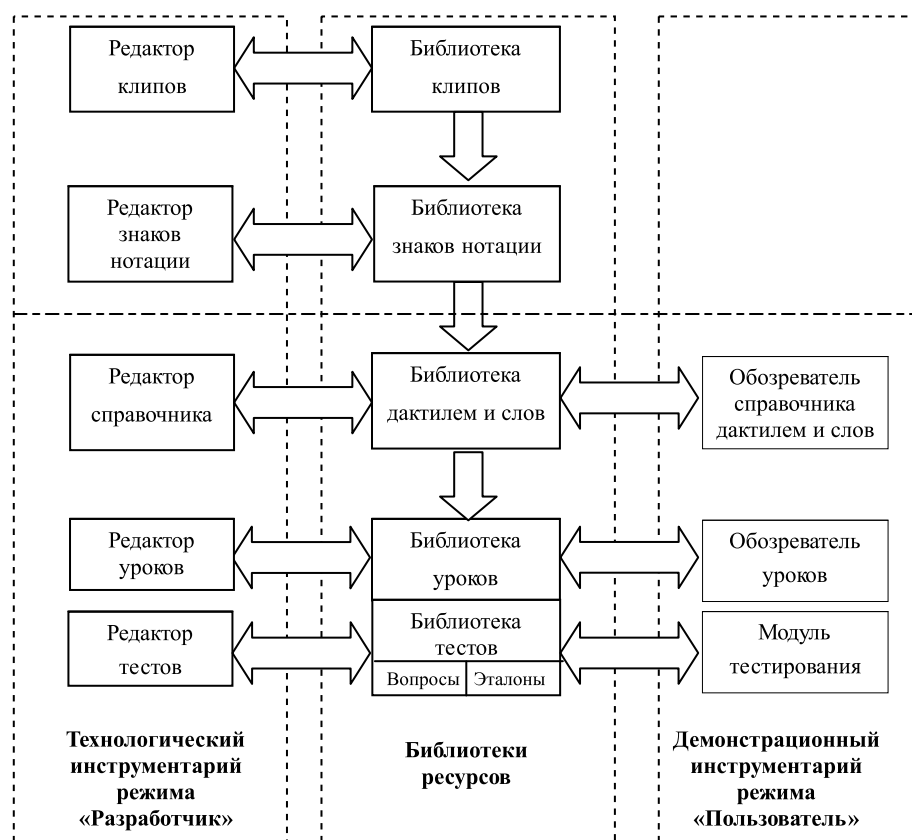 Редактор
клипов
Библиотека
клипов
Редактор
знаков
нотации
Библиотека
знаков нотации
Редактор
справочника
Библиотека
дактилем и слов
Обозреватель
справочника
дактилем и слов
Редактор
уроков
Библиотека
уроков
Обозреватель
уроков
Редактор
тестов
Библиотека
тестов
Вопросы
Эталоны
Модуль
тестирования
Технологический
инструментарий
режима
«Разработчик»
Библиотеки
ресурсов
Демонстрационный
инструментарий
режима
«Пользователь»